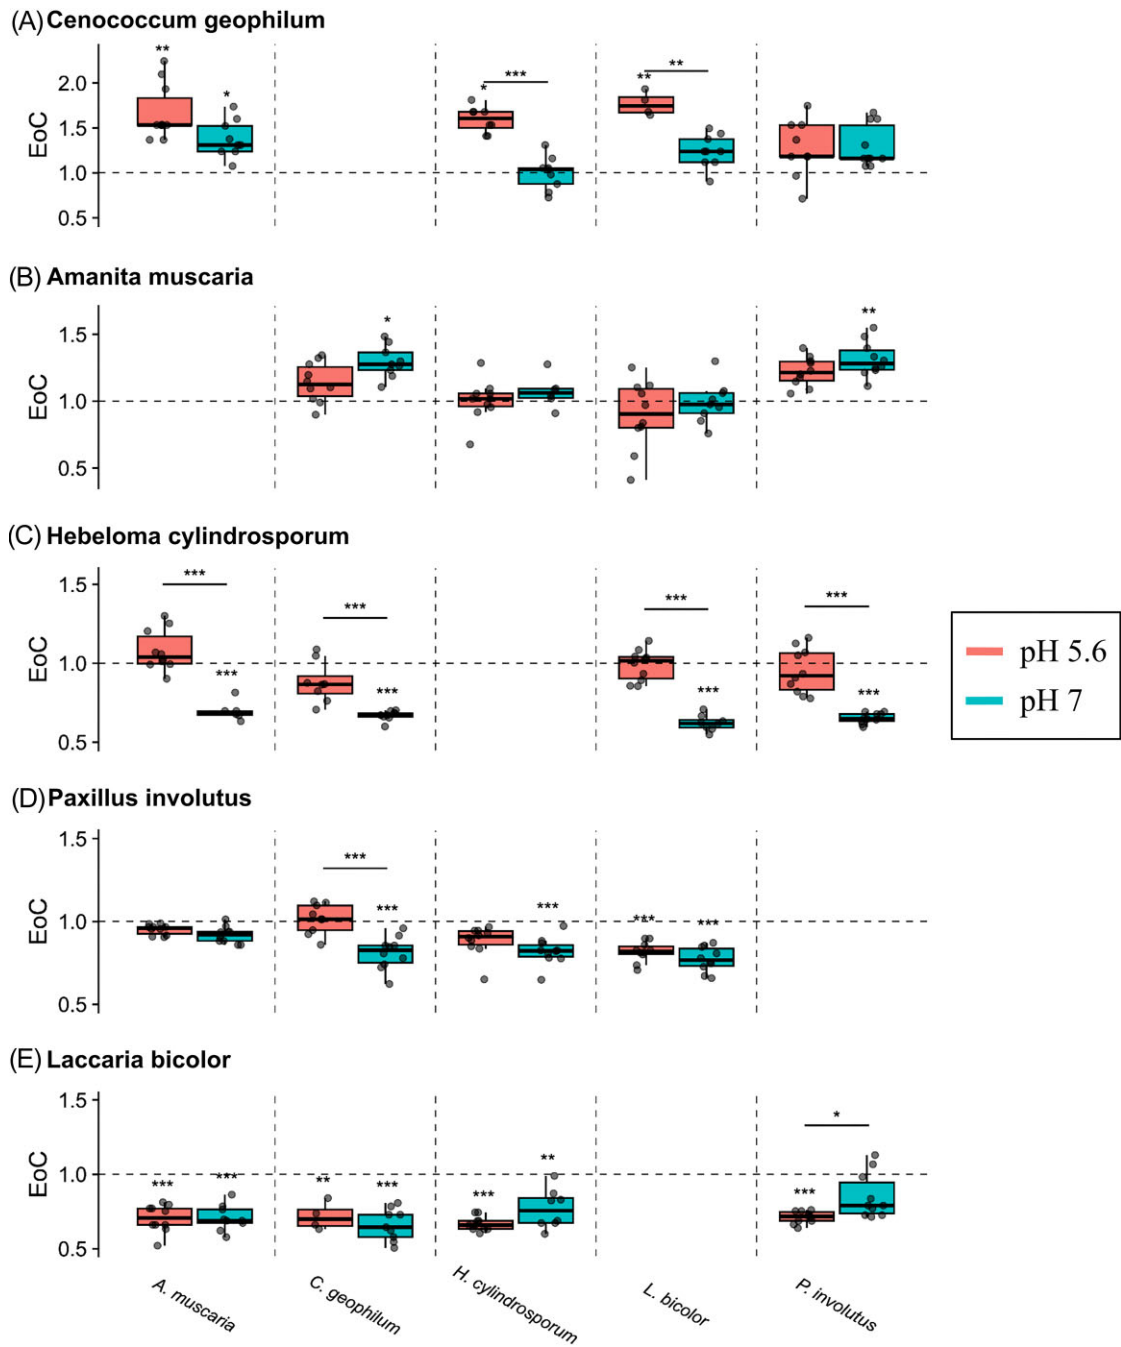 (A) Cenococcum geophilum
EoC
2.0
1.5
1.0
0.5
** * * *** ** **
(B) Amanita muscaria
EoC
1.5
1.0
0.5
* **
(C) Hebeloma cylindrosporum
EoC
1.5
1.0
0.5
*** *** *** *** *** *** *** ***
pH 5.6
pH 7
(D) Paxillus involutus
EoC
1.5
1.0
0.5
*** *** *** *** ***
(E) Laccaria bicolor
EoC
1.5
1.0
0.5
*** *** ** *** *** ** *** *
A. muscaria
C. geophilum
H. cylindrosporum
L. bicolor
P. involutus